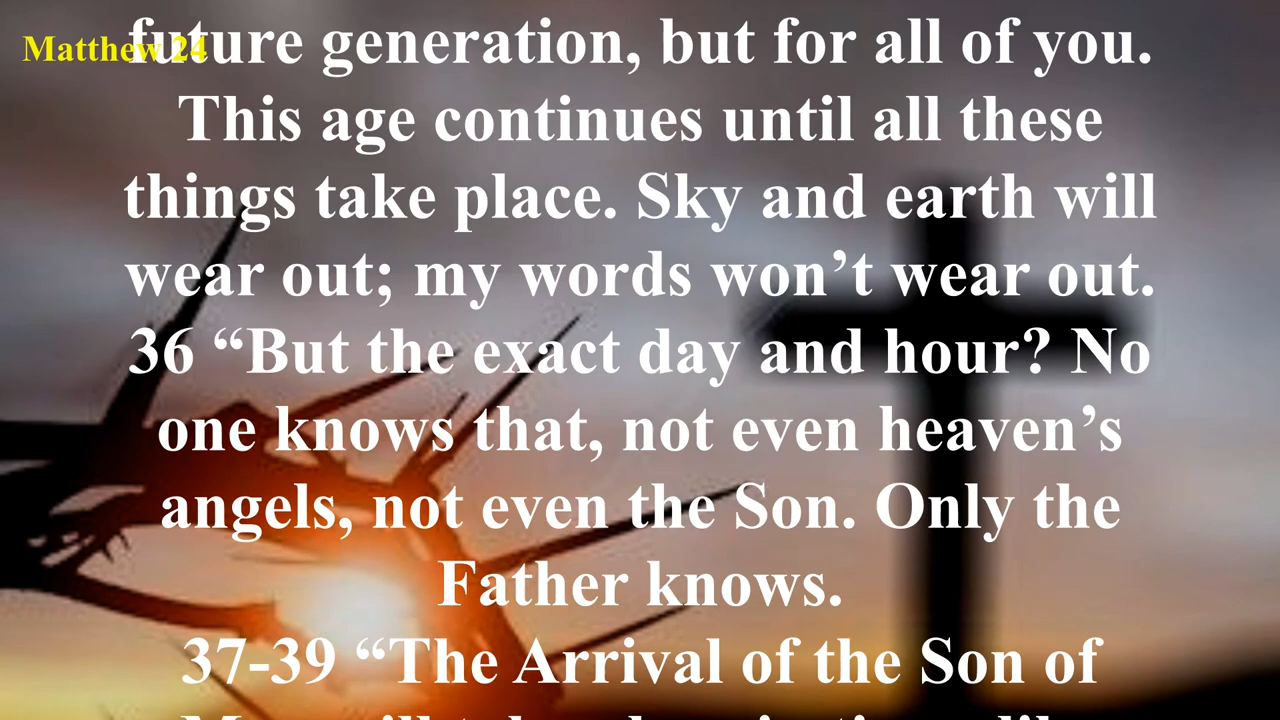 Matthew 24
future generation, but for all of you.
This age continues until all these
things take place. Sky and earth will
wear out; my words won’t wear out.
36 “But the exact day and hour? No
one knows that, not even heaven’s
angels, not even the Son. Only the
Father knows.
37-39 “The Arrival of the Son of